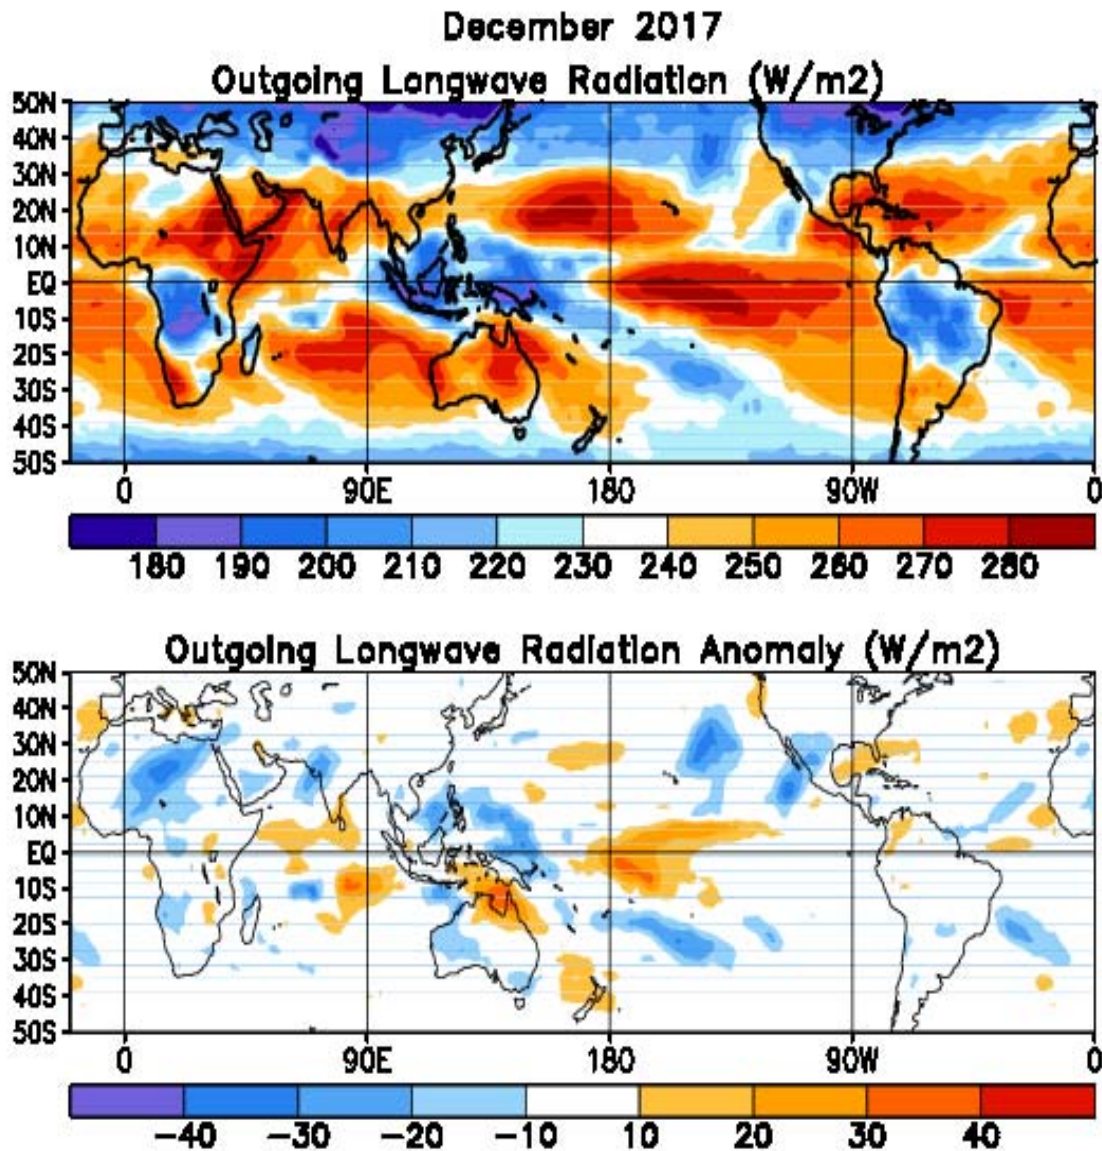 December 2017
Outgoing Longwave Radiation (W/m2)
50N
40N
30N
20N
10N
EQ
10S
20S
30S
40S
50S
0 90E 180 90W 0
180 190 200 210 220 230 240 250 260 270 280
Outgoing Longwave Radiation Anomaly (W/m2)
50N
40N
30N
20N
10N
EQ
10S
20S
30S
40S
50S
0 90E 180 90W 0
−40 −30 −20 −10 10 20 30 40